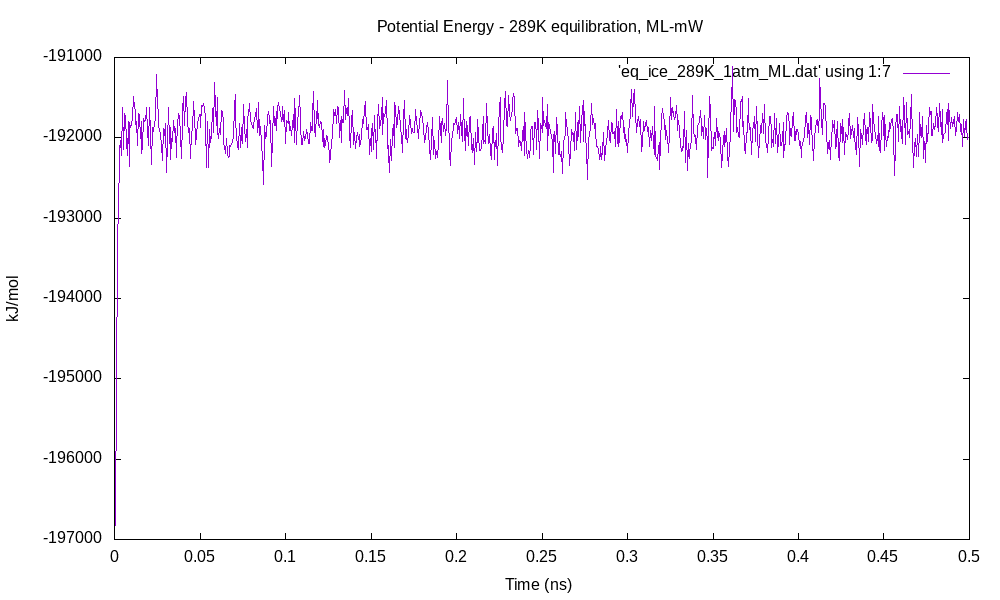 Potential Energy - 289K equilibration, ML-mW
'eq_ice_289K_1atm_ML.dat' using 1:7
-191000
-192000
-193000
-194000
-195000
-196000
-197000
kJ/mol
0 0.05 0.1 0.15 0.2 0.25 0.3 0.35 0.4 0.45 0.5
Time (ns)